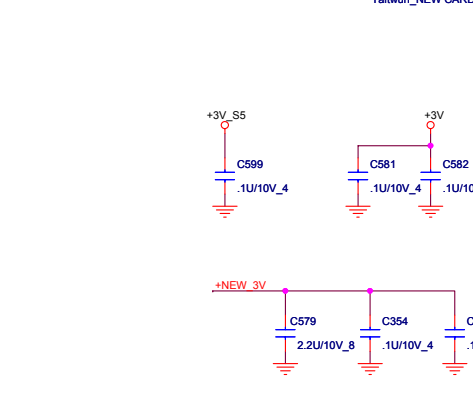 +3V_S5
+3V
C599
C581
C582
.1U/10V_4
.1U/10V_4
+NEW_3V
C579
C354
2.2U/10V_8
.1U/10V_4